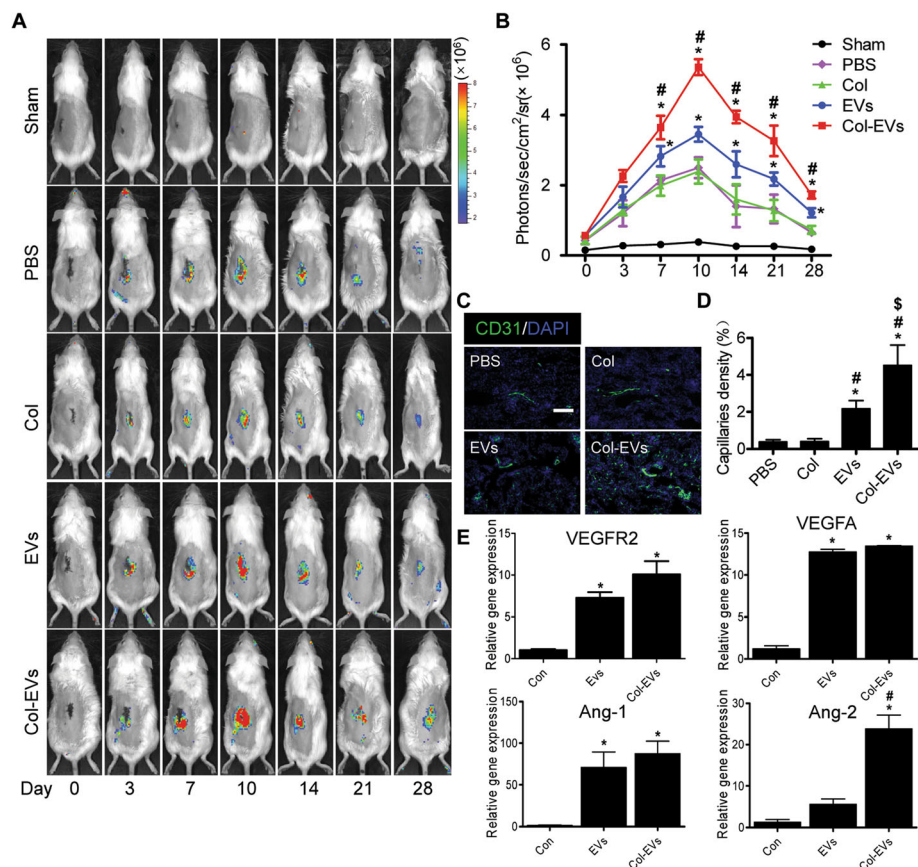 A
Sham
PBS
Col
EVs
Col-EVs
Day 0 3 7 10 14 21 28
(×10⁶)
8
7
6
5
4
3
2
B
Photons/sec/cm²/sr(× 10⁶)
6
4
2
0
0 3 7 10 14 21 28
# * # * * # * * # * * # * *
Sham
PBS
Col
EVs
Col-EVs
C
CD31/DAPI
PBS
Col
EVs
Col-EVs
D
Capillaries density (%)
6
4
2
0
# *
$ # *
PBS Col EVs Col-EVs
E
VEGFR2
Relative gene expression
15
10
5
0
* *
Con EVs Col-EVs
VEGFA
Relative gene expression
15
10
5
0
* *
Con EVs Col-EVs
Ang-1
Relative gene expression
100
75
50
25
0
* *
Con EVs Col-EVs
Ang-2
Relative gene expression
30
20
10
0
# *
Con EVs Col-EVs